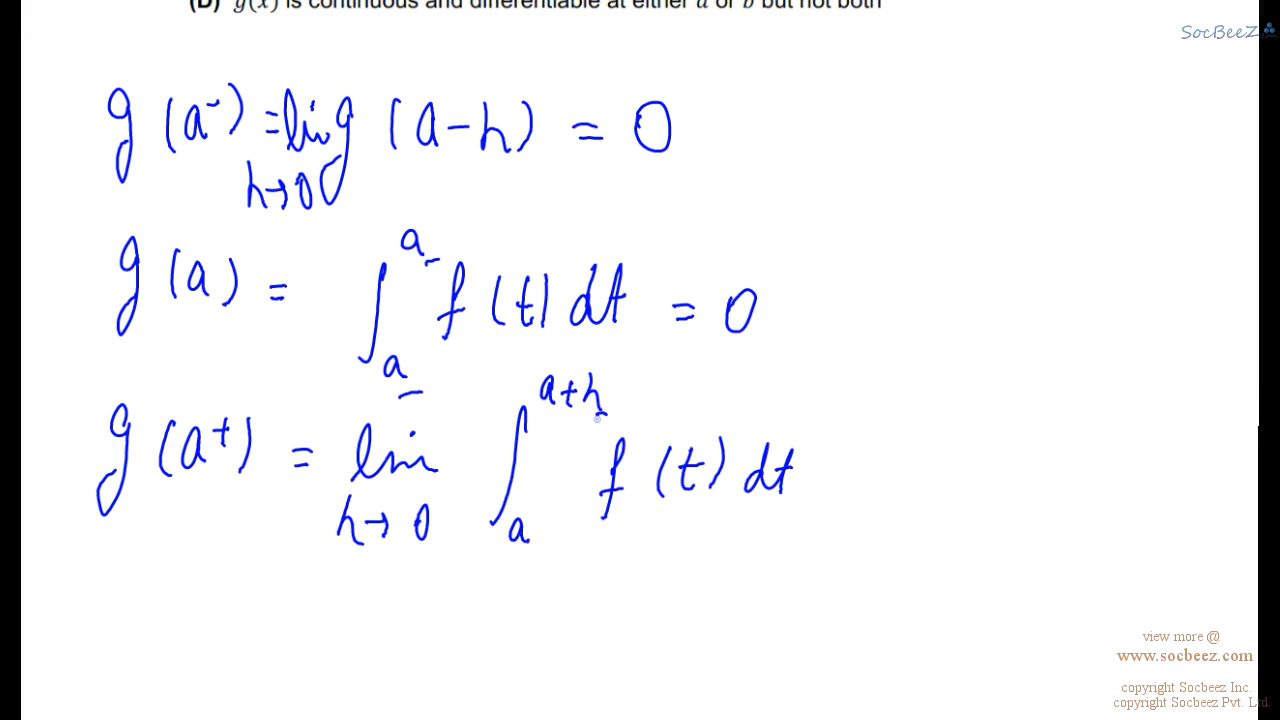 (D) g(x) is continuous and differentiable at either a or b but not both
SocBeeZ
g(a⁻) = lim g(a-h) = 0
h→0
g(a) = ∫ₐᵃ f(t) dt = 0
g(a⁺) = lim ∫ₐᵃ⁺ʰ f(t) dt
h→0
view more @
www.socbeez.com
copyright Socbeez Inc.
copyright Socbeez Pvt. Ltd.